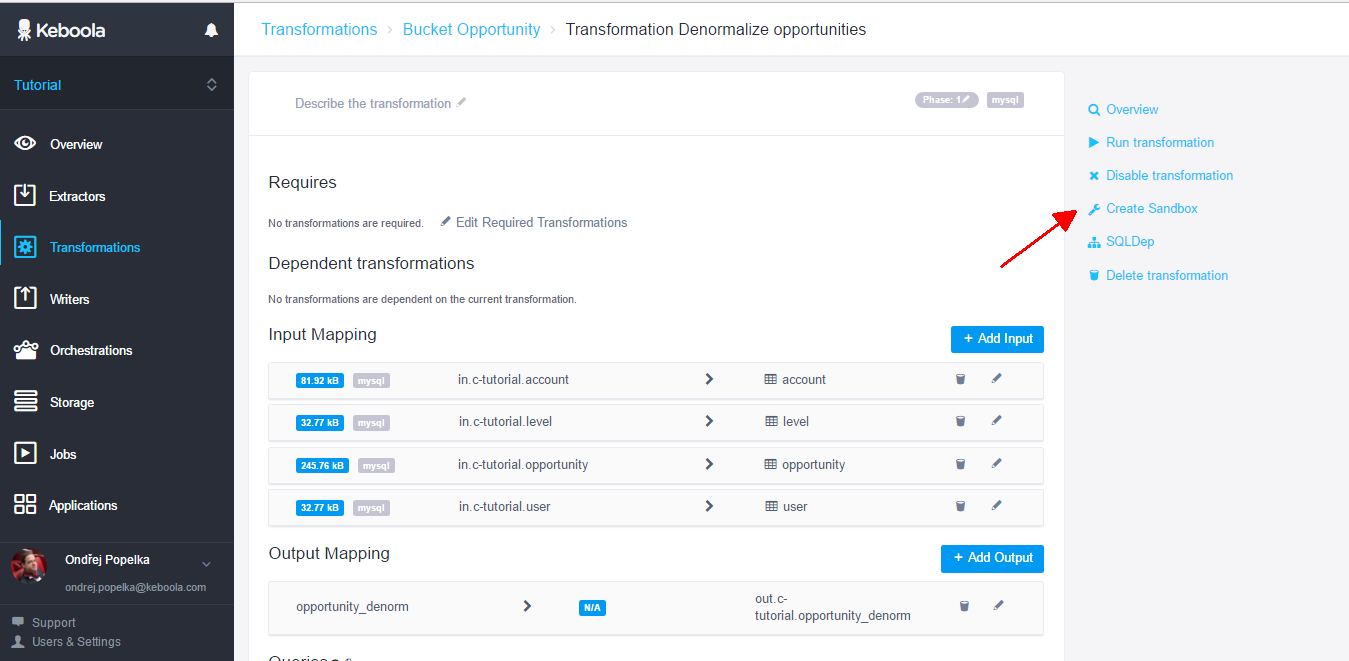 Keboola
Transformations › Bucket Opportunity › Transformation Denormalize opportunities
Tutorial
Overview
Extractors
Transformations
Writers
Orchestrations
Storage
Jobs
Applications
Ondřej Popelka
ondrej.popelka@keboola.com
Support
Users & Settings
Describe the transformation
Phase: 1
mysql
Requires
No transformations are required.
Edit Required Transformations
Dependent transformations
No transformations are dependent on the current transformation.
Input Mapping
+ Add Input
81.92 kB mysql in.c-tutorial.account account
32.77 kB mysql in.c-tutorial.level level
245.76 kB mysql in.c-tutorial.opportunity opportunity
32.77 kB mysql in.c-tutorial.user user
Output Mapping
+ Add Output
opportunity_denorm N/A out.c-
tutorial.opportunity_denorm
Queries
Overview
Run transformation
Disable transformation
Create Sandbox
SQLDep
Delete transformation